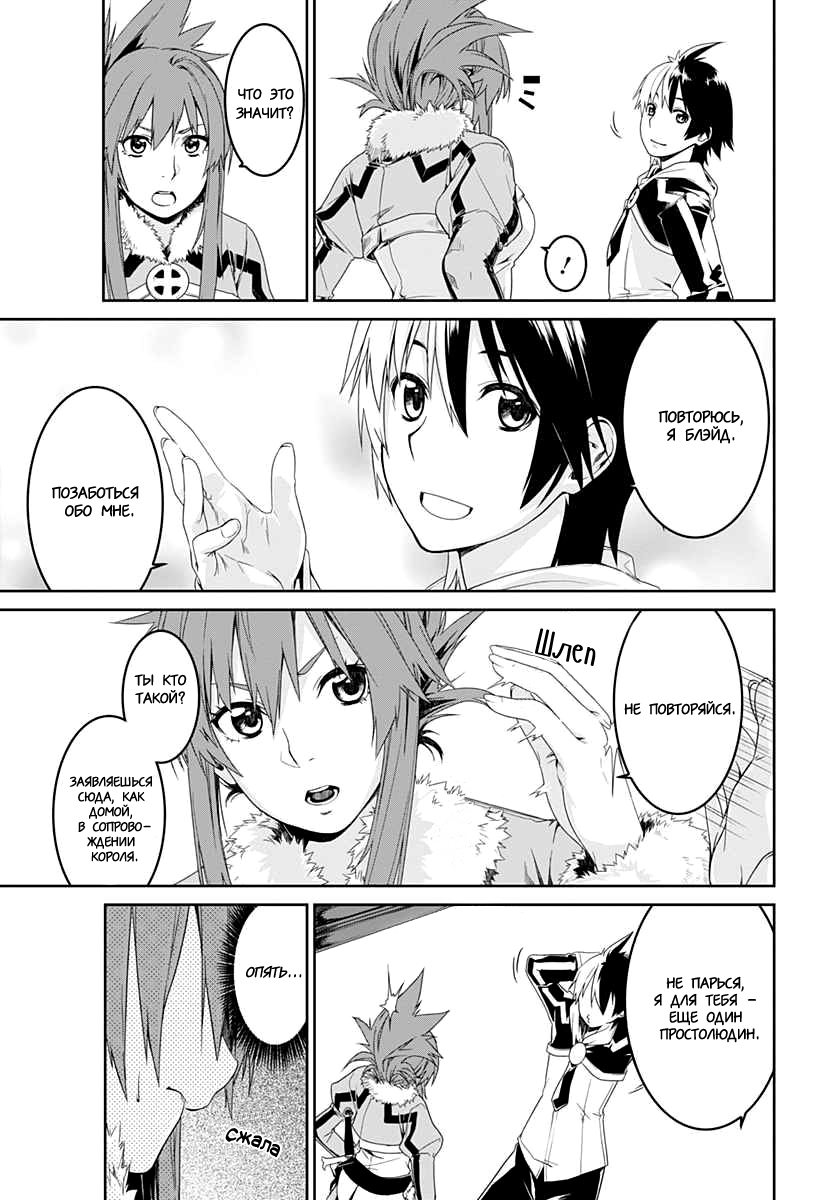 !
ЧТО ЭТО
ЗНАЧИТ?
ПОВТОРЮСЬ,
Я БЛЭЙД.
ПОЗАБОТЬСЯ
ОБО МНЕ.
НЕ ПОВТОРЯЙСЯ.
Шлеп
ТЫ КТО
ТАКОЙ?
ЗАЯВЛЯЕШЬСЯ
СЮДА, КАК
ДОМОЙ,
В СОПРОВО-
ЖДЕНИИ
КОРОЛЯ.
НЕ ПАРЬСЯ,
Я ДЛЯ ТЕБЯ –
ЕЩЕ ОДИН
ПРОСТОЛЮДИН.
ОПЯТЬ...
сжала